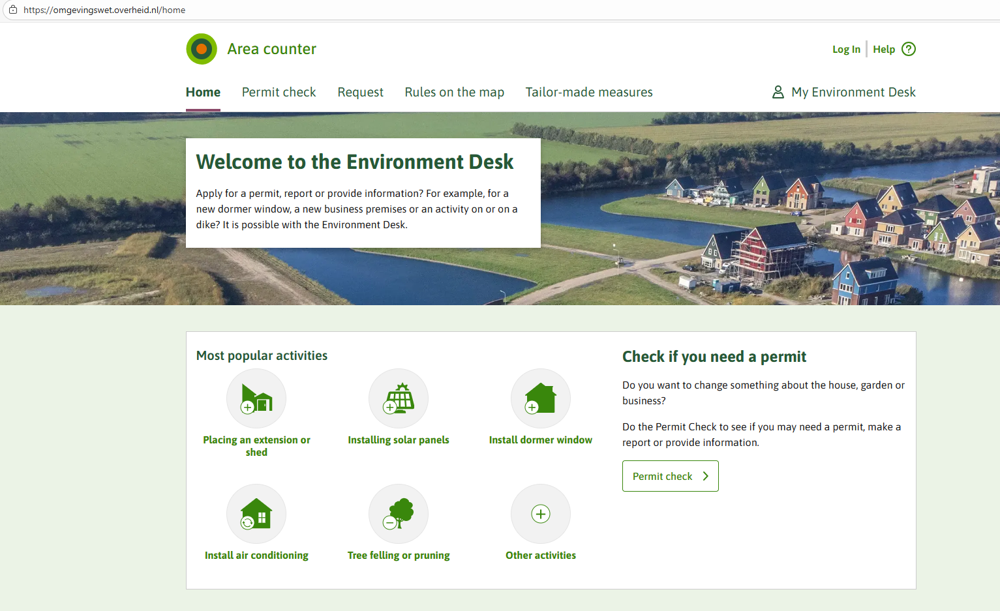 https://omgevingswet.overheid.nl/home
Area counter
Log In
Help
Home
Permit check
Request
Rules on the map
Tailor-made measures
My Environment Desk
Welcome to the Environment Desk
Apply for a permit, report or provide information? For example, for a
new dormer window, a new business premises or an activity on or on a
dike? It is possible with the Environment Desk.
Most popular activities
Placing an extension or
shed
Installing solar panels
Install dormer window
Install air conditioning
Tree felling or pruning
Other activities
Check if you need a permit
Do you want to change something about the house, garden or
business?
Do the Permit Check to see if you may need a permit, make a
report or provide information.
Permit check